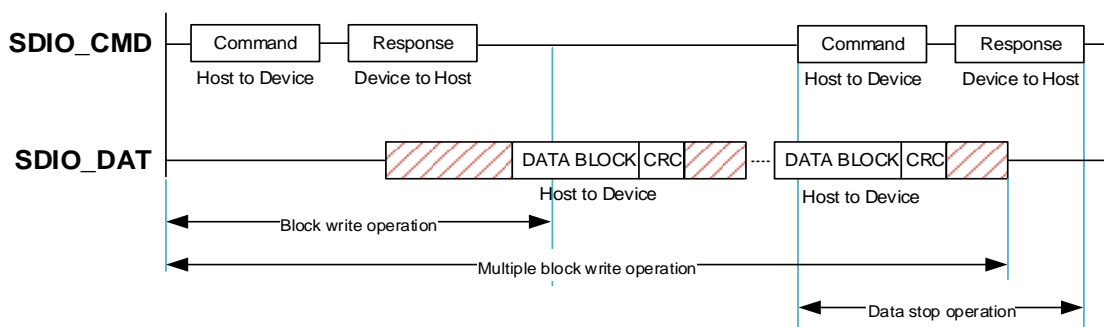 SDIO_CMD Command Response Command Response
Host to Device Device to Host Host to Device Device to Host
SDIO_DAT DATA BLOCK CRC DATA BLOCK CRC
Host to Device Host to Device
Block write operation
Multiple block write operation
Data stop operation